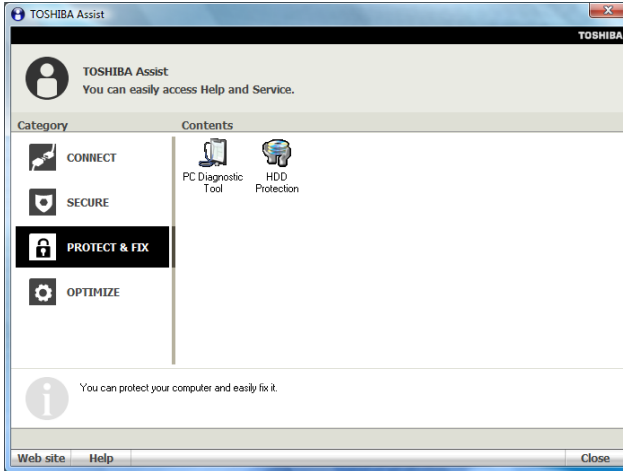 TOSHIBA Assist
TOSHIBA
TOSHIBA Assist
You can easily access Help and Service.
Category
Contents
CONNECT
SECURE
PROTECT & FIX
OPTIMIZE
PC Diagnostic
Tool
HDD
Protection
You can protect your computer and easily fix it.
Web site
Help
Close